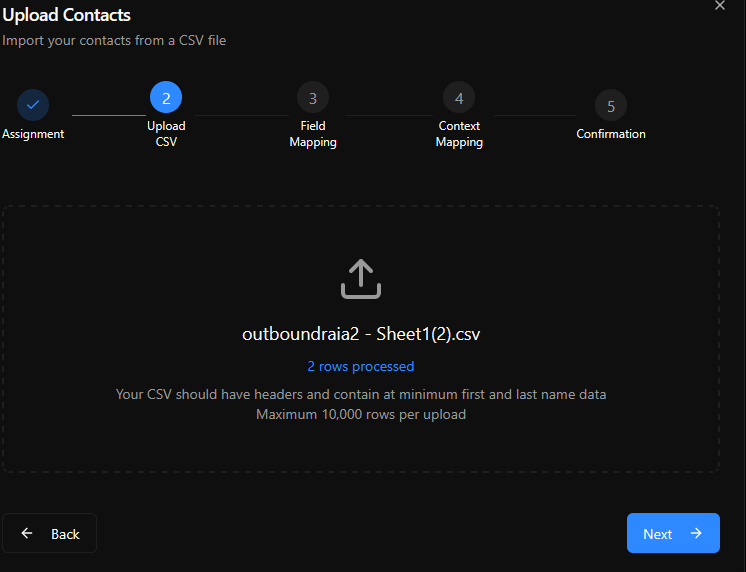 Upload Contacts
Import your contacts from a CSV file
2
3
4
5
Assignment
Upload
CSV
Field
Mapping
Context
Mapping
Confirmation
outboundraia2 - Sheet1(2).csv
2 rows processed
Your CSV should have headers and contain at minimum first and last name data
Maximum 10,000 rows per upload
Back
Next